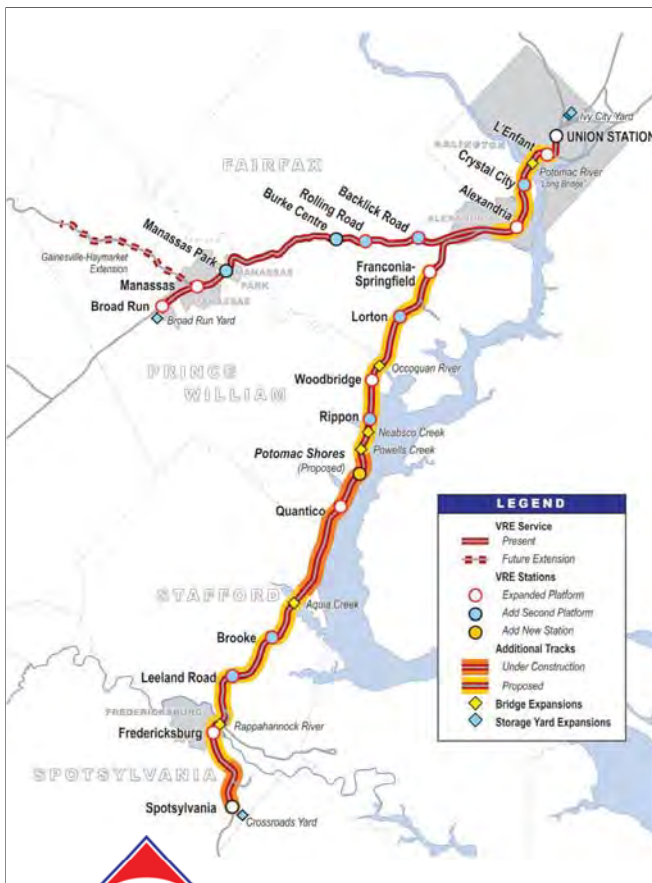 Ivy City Yard
UNION STATION
L'Enfant
ARLINGTON
Crystal City
Potomac River
"Long Bridge"
FAIRFAX
Alexandria
Backlick Road
Rolling Road
Burke Centre
Manassas Park
MANASSAS
PARK
Gainesville-Haymarket
Extension
Manassas
MANASSAS
Broad Run
Broad Run Yard
Franconia-
Springfield
Lorton
PRINCE
WILLIAM
Occoquan River
Woodbridge
Rippon
Neabsco Creek
Powells Creek
Potomac Shores
(Proposed)
Quantico
STAFFORD
Aquia Creek
Brooke
Leeland Road
FREDERICKSBURG
Rappahannock River
Fredericksburg
SPOTSYLVANIA
Spotsylvania
Crossroads Yard
LEGEND
VRE Service
Present
Future Extension
VRE Stations
Expanded Platform
Add Second Platform
Add New Station
Additional Tracks
Under Construction
Proposed
Bridge Expansions
Storage Yard Expansions